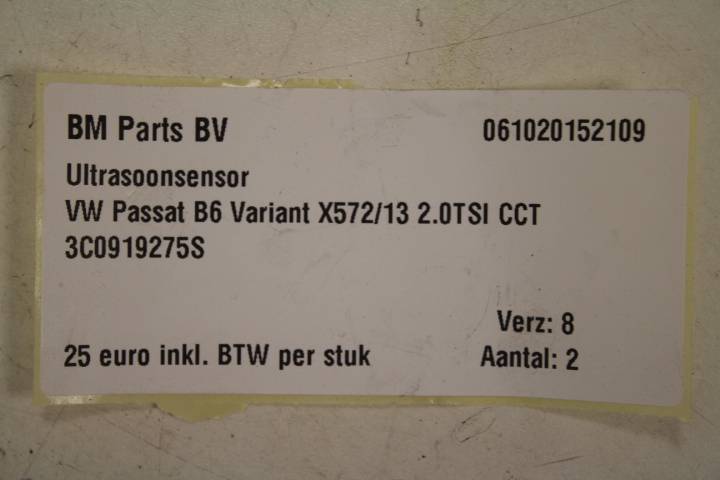 BM Parts BV 061020152109
Ultrasoonsensor
VW Passat B6 Variant X572/13 2.0TSI CCT
3C0919275S
Verz: 8
25 euro inkl. BTW per stuk Aantal: 2